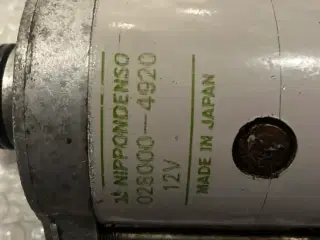 NIPPONDENSO
028000-4920
12V
MADE IN JAPAN